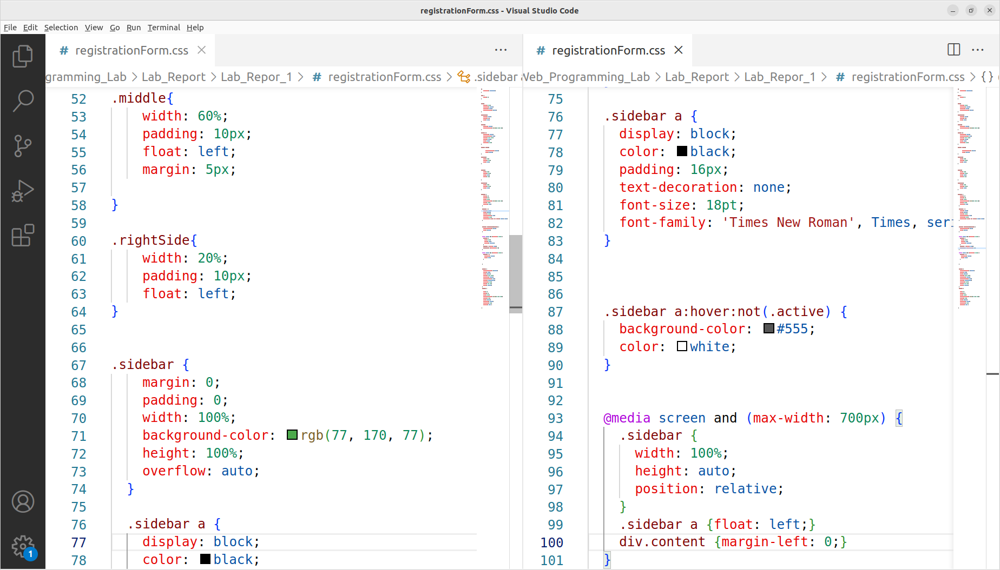 registrationForm.css - Visual Studio Code
File Edit Selection View Go Run Terminal Help
# registrationForm.css
gramming_Lab > Lab_Report > Lab_Repor_1 > # registrationForm.css > .sidebar
52 .middle{
53 width: 60%;
54 padding: 10px;
55 float: left;
56 margin: 5px;
57
58 }
59
60 .rightSide{
61 width: 20%;
62 padding: 10px;
63 float: left;
64 }
65
66
67 .sidebar {
68 margin: 0;
69 padding: 0;
70 width: 100%;
71 background-color: rgb(77, 170, 77);
72 height: 100%;
73 overflow: auto;
74 }
75
76 .sidebar a {
77 display: block;
78 color: black;
# registrationForm.css
Web_Programming_Lab > Lab_Report > Lab_Repor_1 > # registrationForm.css > {}
75
76 .sidebar a {
77 display: block;
78 color: black;
79 padding: 16px;
80 text-decoration: none;
81 font-size: 18pt;
82 font-family: 'Times New Roman', Times, seri
83 }
84
85
86
87 .sidebar a:hover:not(.active) {
88 background-color: #555;
89 color: white;
90 }
91
92
93 @media screen and (max-width: 700px) {
94 .sidebar {
95 width: 100%;
96 height: auto;
97 position: relative;
98 }
99 .sidebar a {float: left;}
100 div.content {margin-left: 0;}
101 }
1